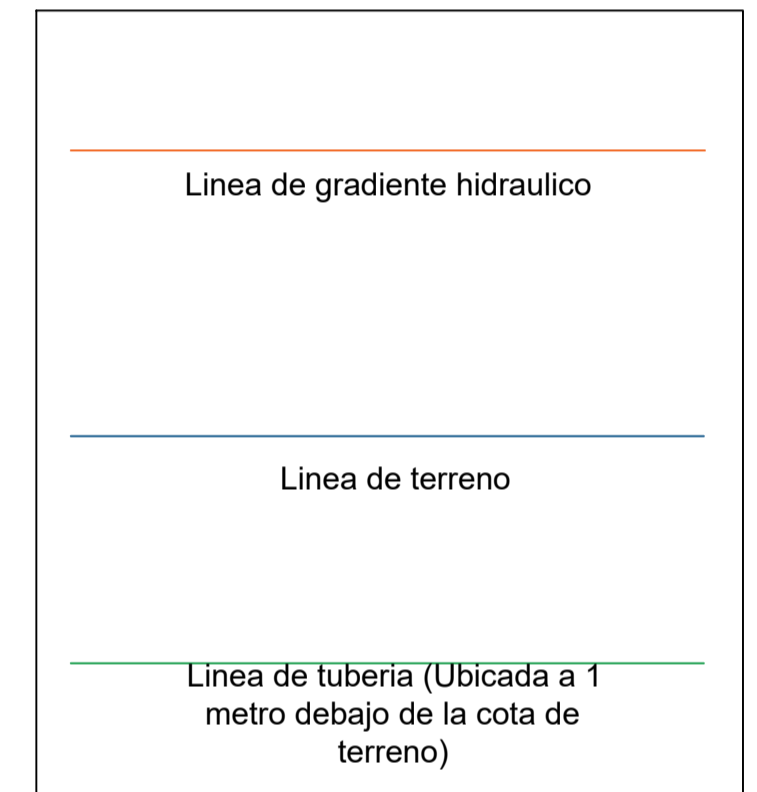 Linea de gradiente hidraulico
Linea de terreno
Linea de tuberia (Ubicada a 1
metro debajo de la cota de
terreno)